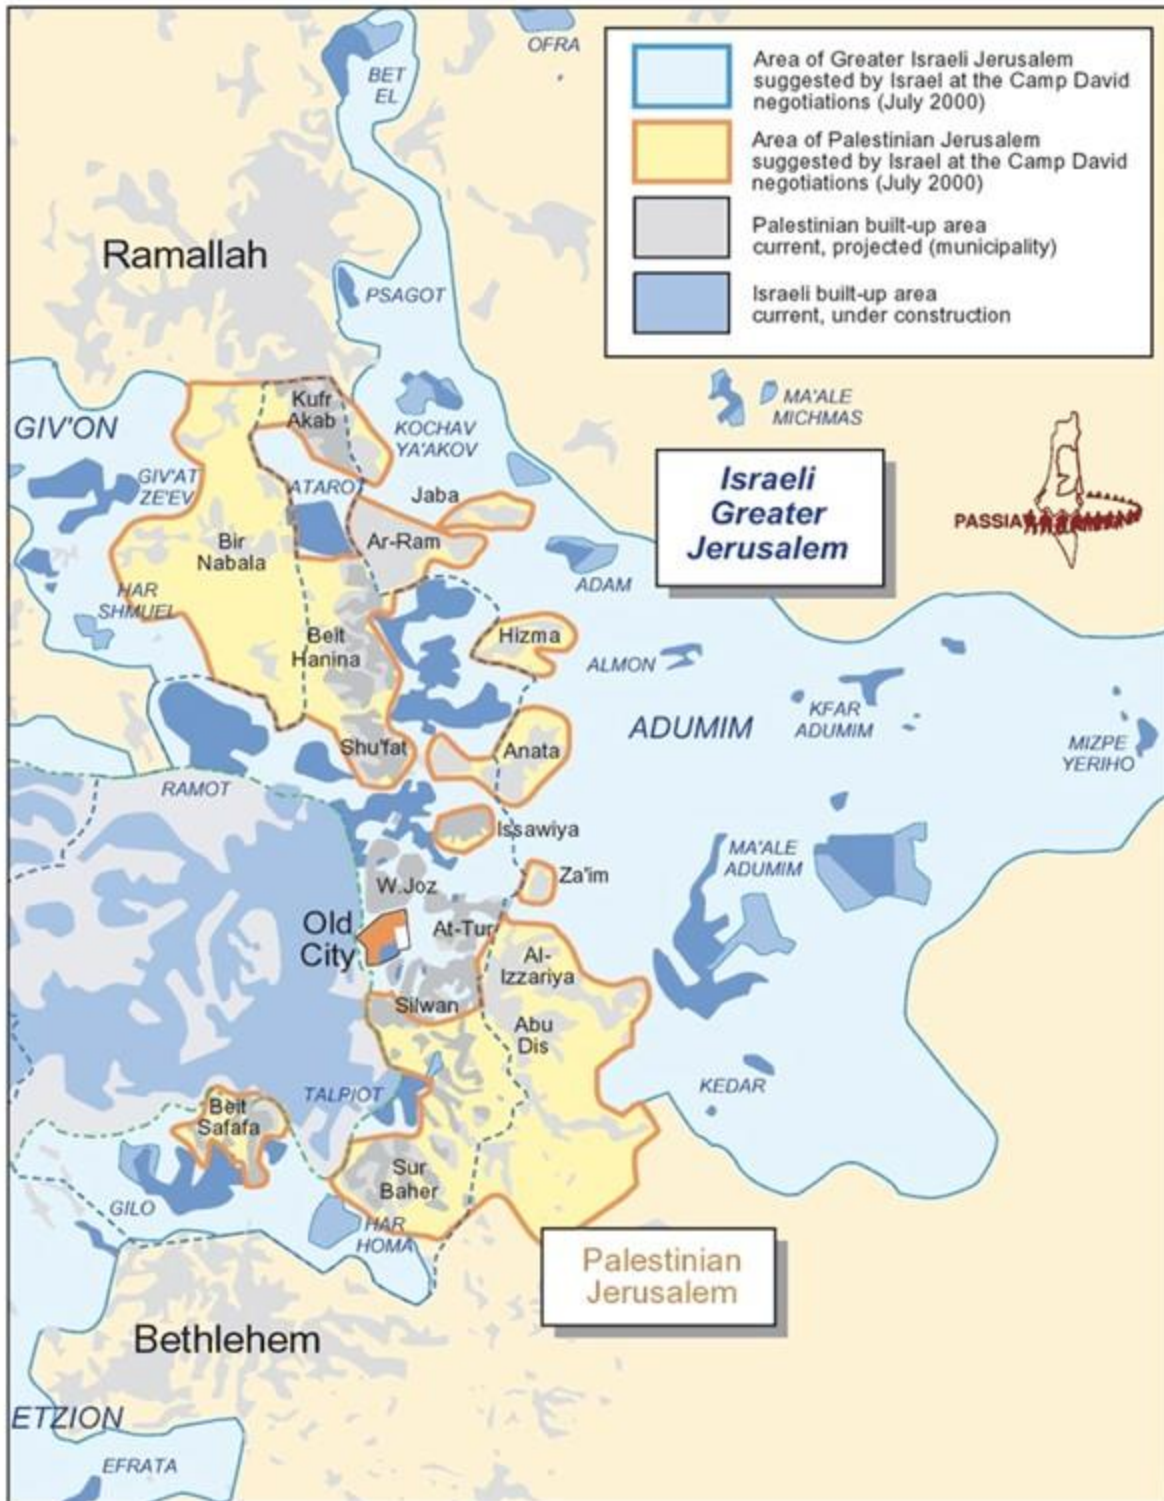 OFRA
BET
EL
Area of Greater Israeli Jerusalem
suggested by Israel at the Camp David
negotiations (July 2000)
Area of Palestinian Jerusalem
suggested by Israel at the Camp David
negotiations (July 2000)
Palestinian built-up area
current, projected (municipality)
Israeli built-up area
current, under construction
Ramallah
PSAGOT
MA'ALE
MICHMAS
Kufr
Akab
KOCHAV
YA'AKOV
GIV'ON
GIV'AT
ZE'EV
ATAROT
Jaba
Israeli
Greater
Jerusalem
PASSIA
Bir
Nabala
Ar-Ram
ADAM
HAR
SHMUEL
Beit
Hanina
Hizma
ALMON
ADUMIM
KFAR
ADUMIM
MIZPE
YERIHO
Shu'fat
Anata
RAMOT
Issawiya
MA'ALE
ADUMIM
W.Joz
Za'im
Old
City
At-Tur
Al-
Izzariya
Silwan
Abu
Dis
KEDAR
TALPIOT
Beit
Safafa
Sur
Baher
GILO
HAR
HOMA
Palestinian
Jerusalem
Bethlehem
ETZION
EFRATA